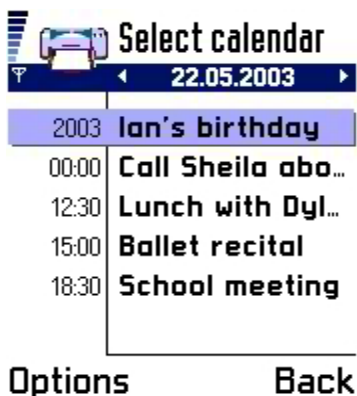 Select calendar
22.05.2003
2003 Ian's birthday
00:00 Call Sheila abo...
12:30 Lunch with Dyl...
15:00 Ballet recital
18:30 School meeting
Options Back